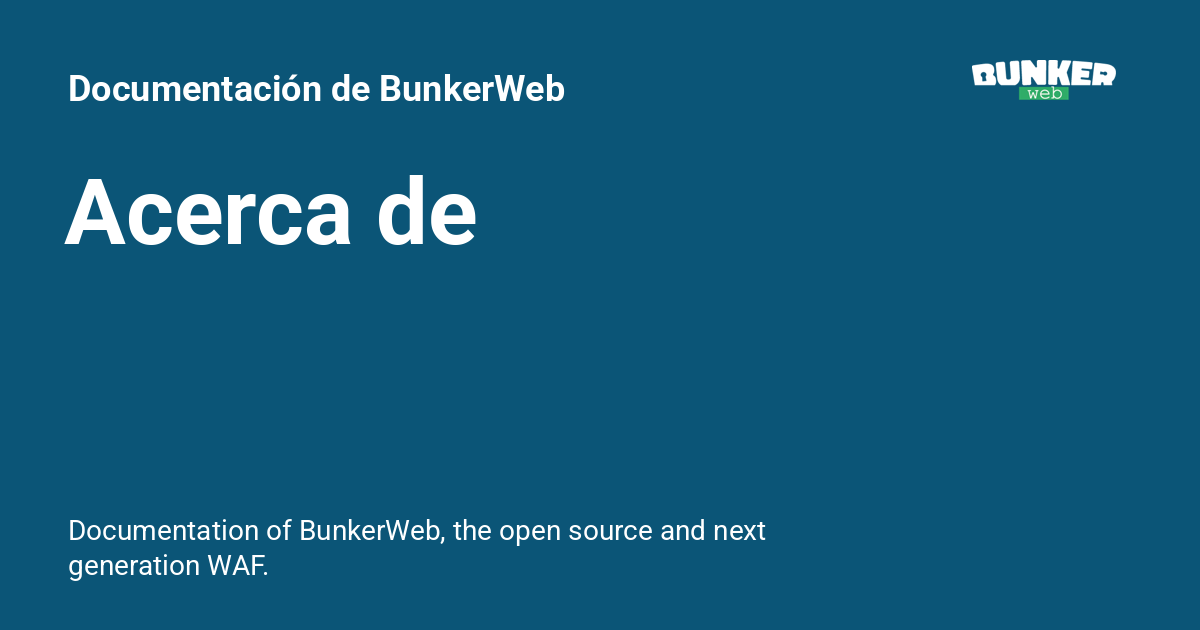 Documentación de BunkerWeb
BUNKER
web
Acerca de
Documentation of BunkerWeb, the open source and next
generation WAF.